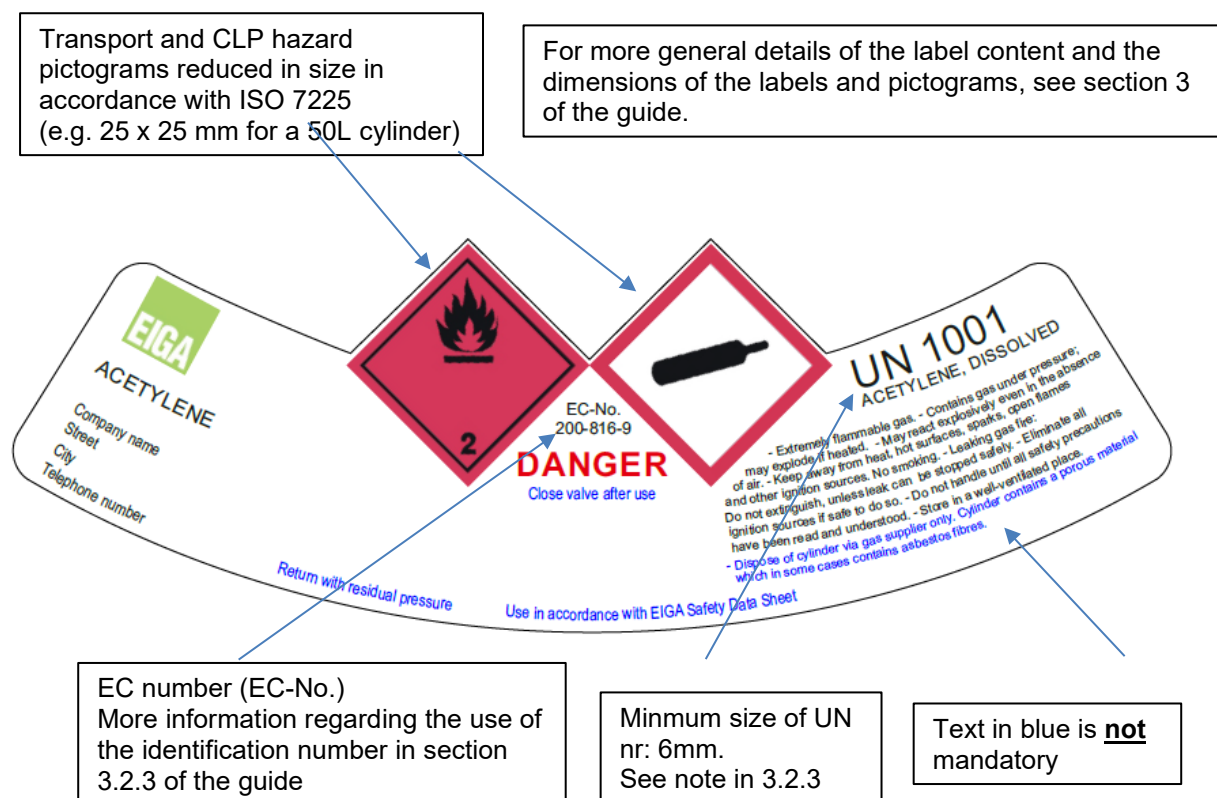 Transport and CLP hazard
pictograms reduced in size in
accordance with ISO 7225
(e.g. 25 x 25 mm for a 50L cylinder)
For more general details of the label content and the
dimensions of the labels and pictograms, see section 3
of the guide.
EIGA
ACETYLENE
Company name
Street
City
Telephone number
2
EC-No.
200-816-9
DANGER
Close valve after use
UN 1001
ACETYLENE, DISSOLVED
- Extremely flammable gas. - Contains gas under pressure;
may explode if heated. - May react explosively even in the absence
of air. - Keep away from heat, hot surfaces, sparks, open flames
and other ignition sources. No smoking. - Leaking gas fire:
Do not extinguish, unless leak can be stopped safely. - Eliminate all
ignition sources if safe to do so. - Do not handle until all safety precautions
have been read and understood. - Store in a well-ventilated place.
- Dispose of cylinder via gas supplier only, Cylinder contains a porous material
which in some cases contains asbestos fibres.
Return with residual pressure
Use in accordance with EIGA Safety Data Sheet
EC number (EC-No.)
More information regarding the use of
the identification number in section
3.2.3 of the guide
Minmum size of UN
nr: 6mm.
See note in 3.2.3
Text in blue is not
mandatory